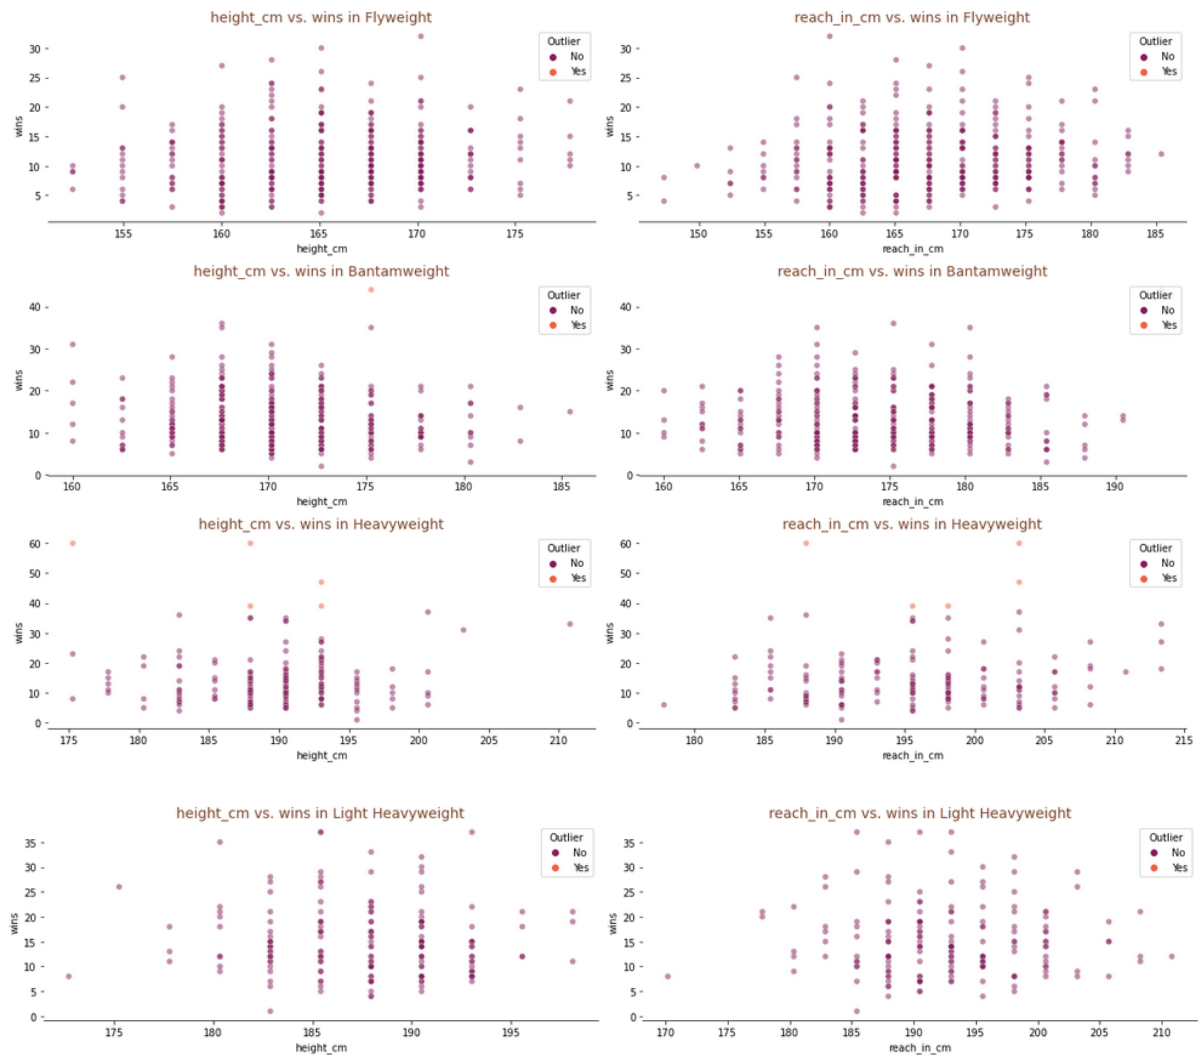 height_cm vs. wins in Flyweight
30
25
20
15
10
5
wins
155 160 165 170 175
height_cm
Outlier
No
Yes
reach_in_cm vs. wins in Flyweight
30
25
20
15
10
5
wins
150 155 160 165 170 175 180 185
reach_in_cm
Outlier
No
Yes
height_cm vs. wins in Bantamweight
40
30
20
10
0
wins
160 165 170 175 180 185
height_cm
Outlier
No
Yes
reach_in_cm vs. wins in Bantamweight
40
30
20
10
0
wins
160 165 170 175 180 185 190
reach_in_cm
Outlier
No
Yes
height_cm vs. wins in Heavyweight
60
50
40
30
20
10
0
wins
175 180 185 190 195 200 205 210
height_cm
Outlier
No
Yes
reach_in_cm vs. wins in Heavyweight
60
50
40
30
20
10
0
wins
180 185 190 195 200 205 210 215
reach_in_cm
Outlier
No
Yes
height_cm vs. wins in Light Heavyweight
35
30
25
20
15
10
5
0
wins
175 180 185 190 195
height_cm
Outlier
No
Yes
reach_in_cm vs. wins in Light Heavyweight
35
30
25
20
15
10
5
0
wins
170 175 180 185 190 195 200 205 210
reach_in_cm
Outlier
No
Yes